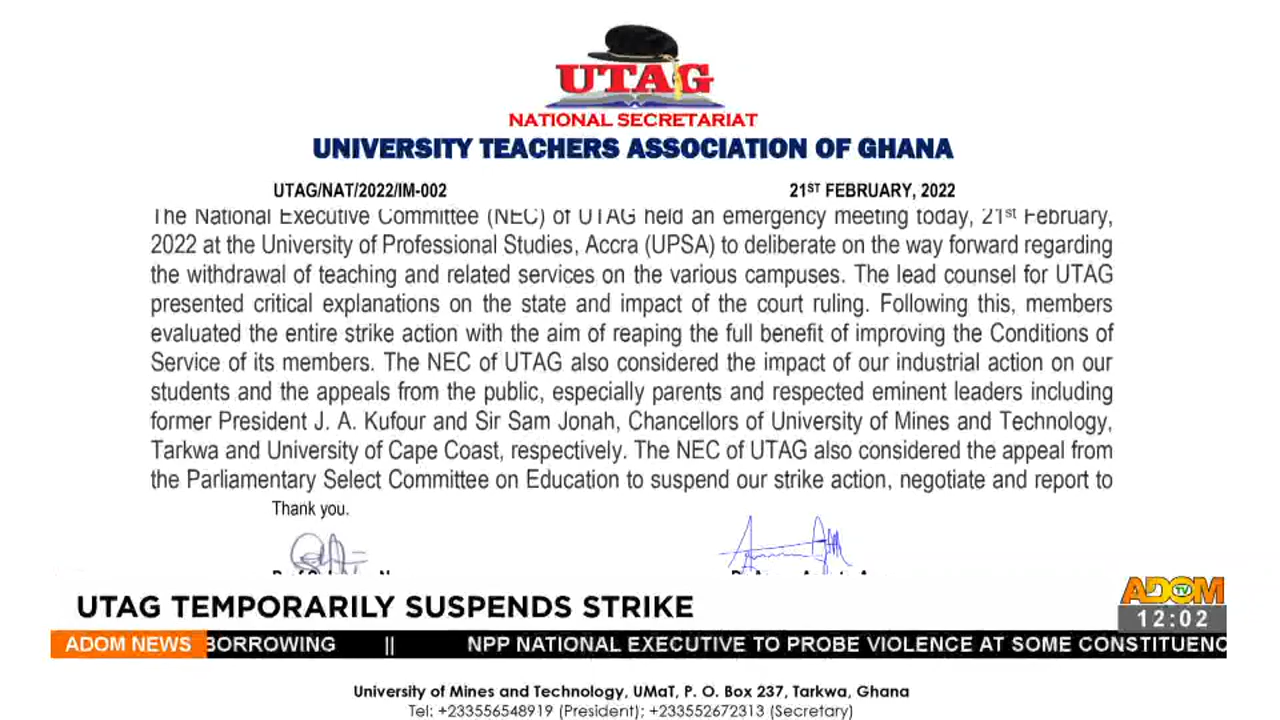 UTAG
NATIONAL SECRETARIAT
UNIVERSITY TEACHERS ASSOCIATION OF GHANA
UTAG/NAT/2022/IM-002 21ST FEBRUARY, 2022
The National Executive Committee (NEC) of UTAG held an emergency meeting today, 21st February,
2022 at the University of Professional Studies, Accra (UPSA) to deliberate on the way forward regarding
the withdrawal of teaching and related services on the various campuses. The lead counsel for UTAG
presented critical explanations on the state and impact of the court ruling. Following this, members
evaluated the entire strike action with the aim of reaping the full benefit of improving the Conditions of
Service of its members. The NEC of UTAG also considered the impact of our industrial action on our
students and the appeals from the public, especially parents and respected eminent leaders including
former President J. A. Kufour and Sir Sam Jonah, Chancellors of University of Mines and Technology,
Tarkwa and University of Cape Coast, respectively. The NEC of UTAG also considered the appeal from
the Parliamentary Select Committee on Education to suspend our strike action, negotiate and report to
Thank you.
UTAG TEMPORARILY SUSPENDS STRIKE
ADOM TV
12:02
ADOM NEWS BORROWING || NPP NATIONAL EXECUTIVE TO PROBE VIOLENCE AT SOME CONSTITUENC
University of Mines and Technology, UMaT, P. O. Box 237, Tarkwa, Ghana
Tel: +233556548919 (President); +233552672313 (Secretary)